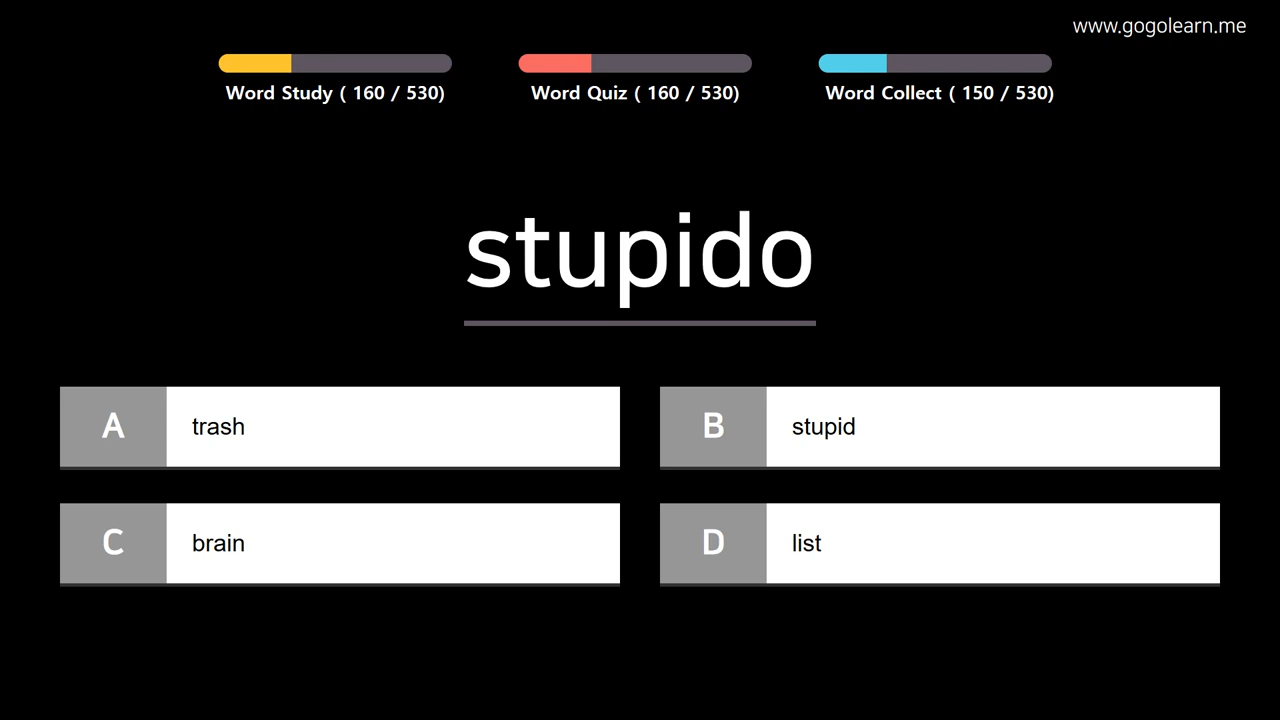 www.gogolearn.me
Word Study ( 160 / 530)
Word Quiz ( 160 / 530)
Word Collect ( 150 / 530)
stupido
A trash
B stupid
C brain
D list